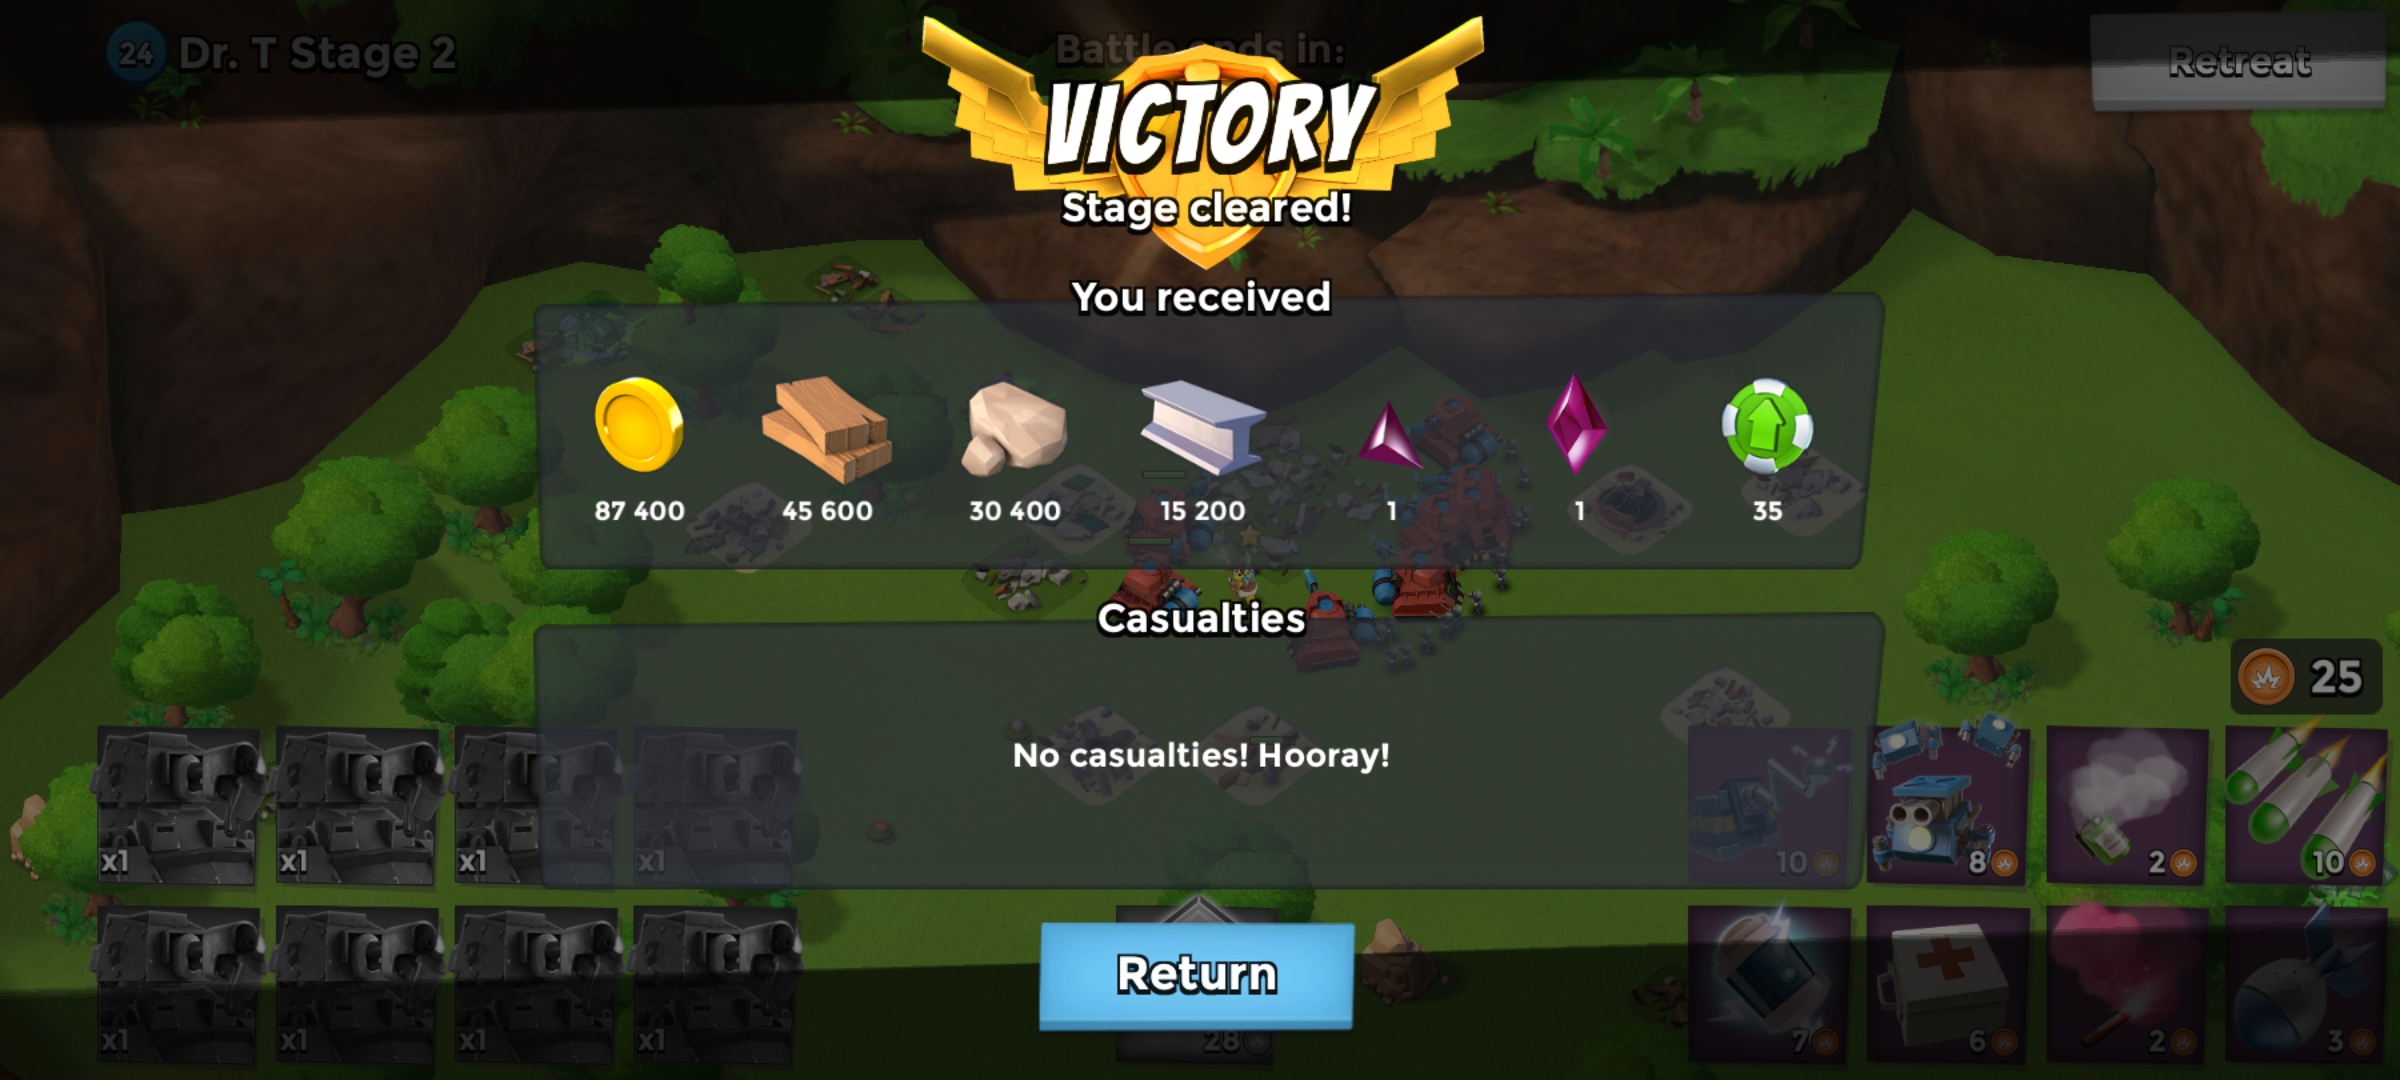 24 Dr. T Stage 2
Battle ends in:
Retreat
VICTORY
Stage cleared!
You received
87 400 45 600 30 400 15 200 1 1 35
Casualties
No casualties! Hooray!
25
x1 x1 x1 x1
10 8 2 10
Return
x1 x1 x1 x1
28
7 6 2 3